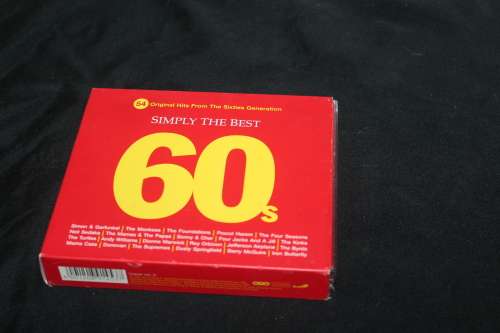 54 Original Hits From The Sixties Generation
SIMPLY THE BEST
60s
Simon & Garfunkel | The Monkees | The Foundations | Procol Harum | The Four Seasons
Neil Sedaka | The Mamas & The Papas | Sonny & Cher | Four Jacks And A Jill | The Kinks
The Turtles | Andy Williams | Dionne Warwick | Roy Orbison | Jefferson Airplane | The Byrds
Mama Cass | Donovan | The Supremes | Dusty Springfield | Barry McGuire | Iron Butterfly